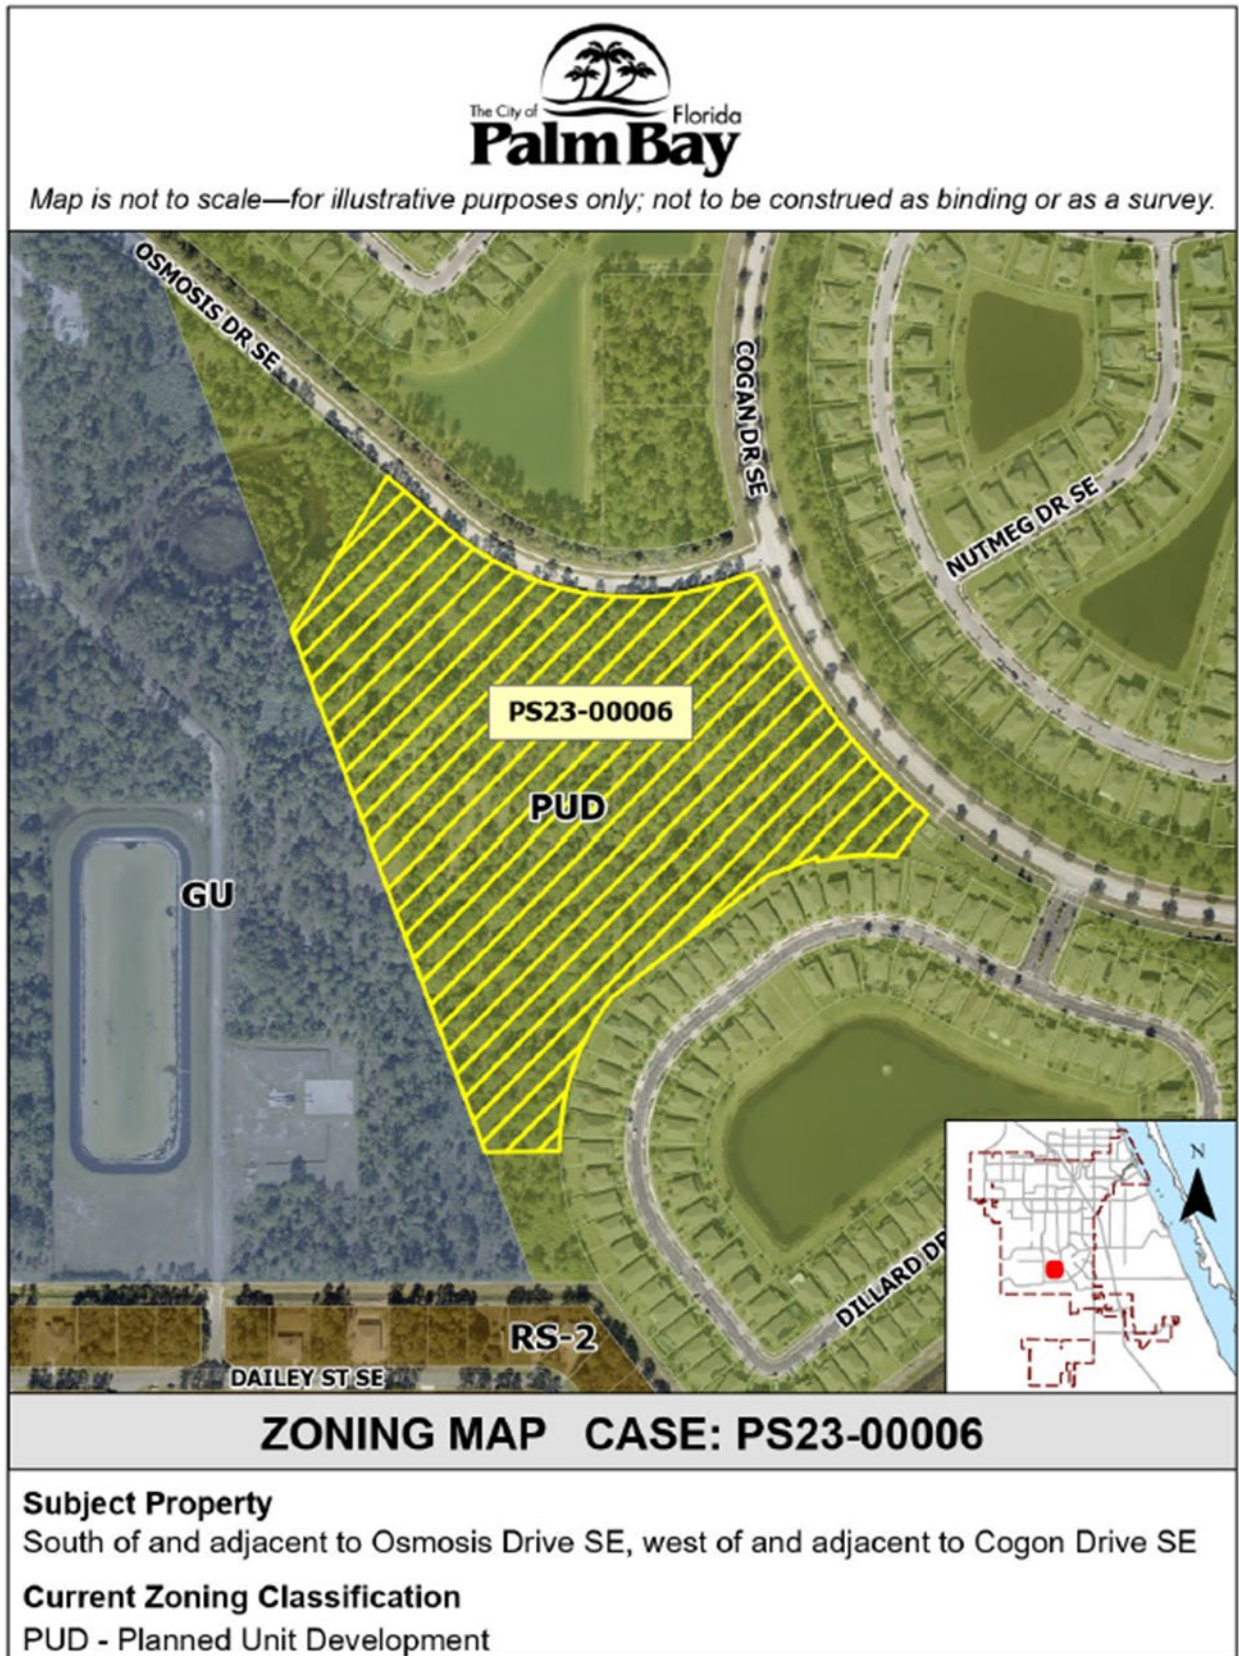 The City of Florida
Palm Bay
Map is not to scale—for illustrative purposes only; not to be construed as binding or as a survey.
OSMOSIS DR SE
COGAN DR SE
NUTMEG DR SE
PS23-00006
PUD
GU
N
DILLARD DR
RS-2
DAILEY ST SE
ZONING MAP CASE: PS23-00006
Subject Property
South of and adjacent to Osmosis Drive SE, west of and adjacent to Cogon Drive SE
Current Zoning Classification
PUD - Planned Unit Development